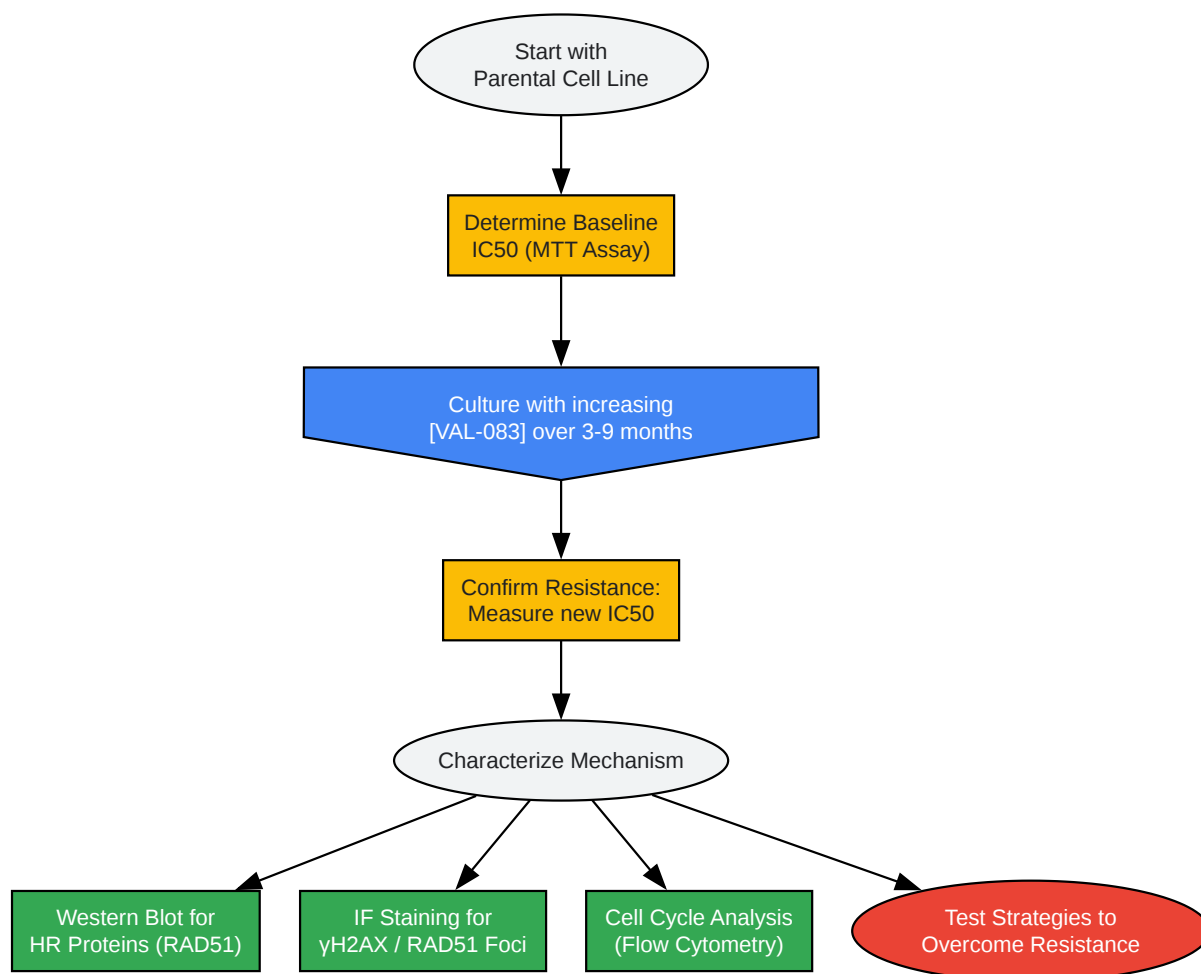 Start with
Parental Cell Line
Determine Baseline
IC50 (MTT Assay)
Culture with increasing
[VAL-083] over 3-9 months
Confirm Resistance:
Measure new IC50
Characterize Mechanism
Western Blot for
HR Proteins (RAD51)
IF Staining for
γH2AX / RAD51 Foci
Cell Cycle Analysis
(Flow Cytometry)
Test Strategies to
Overcome Resistance